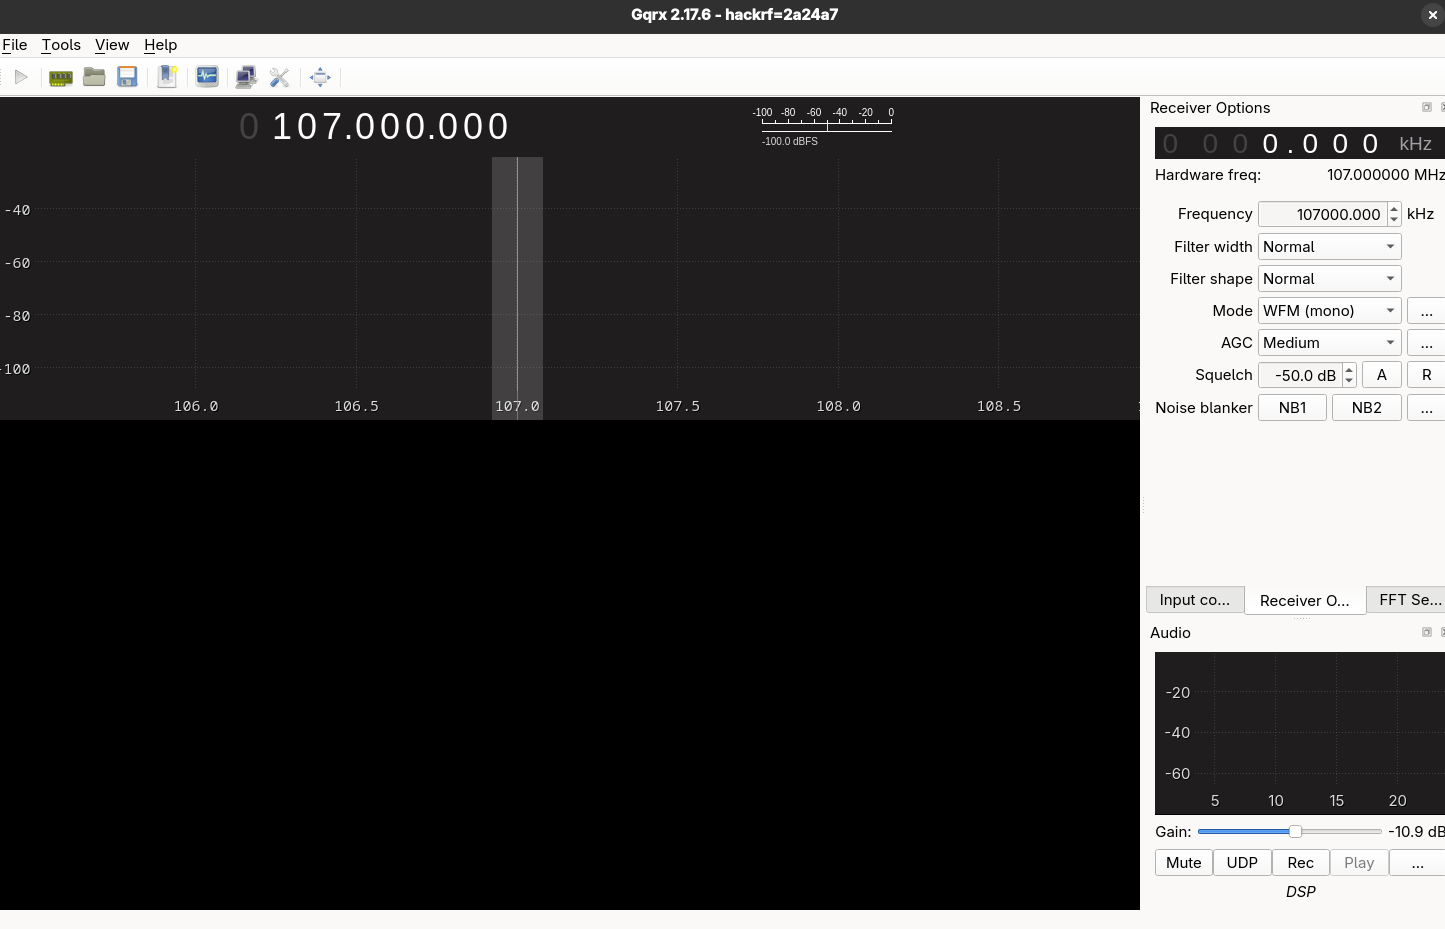 Gqrx 2.17.6 - hackrf=2a24a7
File Tools View Help
0 107.000.000
-100 -80 -60 -40 -20 0
-100.0 dBFS
-40
-60
-80
-100
106.0 106.5 107.0 107.5 108.0 108.5
Receiver Options
0 0 0 0.000 kHz
Hardware freq: 107.000000 MHz
Frequency 107000.000 kHz
Filter width Normal
Filter shape Normal
Mode WFM (mono) ...
AGC Medium ...
Squelch -50.0 dB A R
Noise blanker NB1 NB2 ...
Input co... Receiver O... FFT Se...
Audio
-20
-40
-60
5 10 15 20
Gain: -10.9 dB
Mute UDP Rec Play ...
DSP